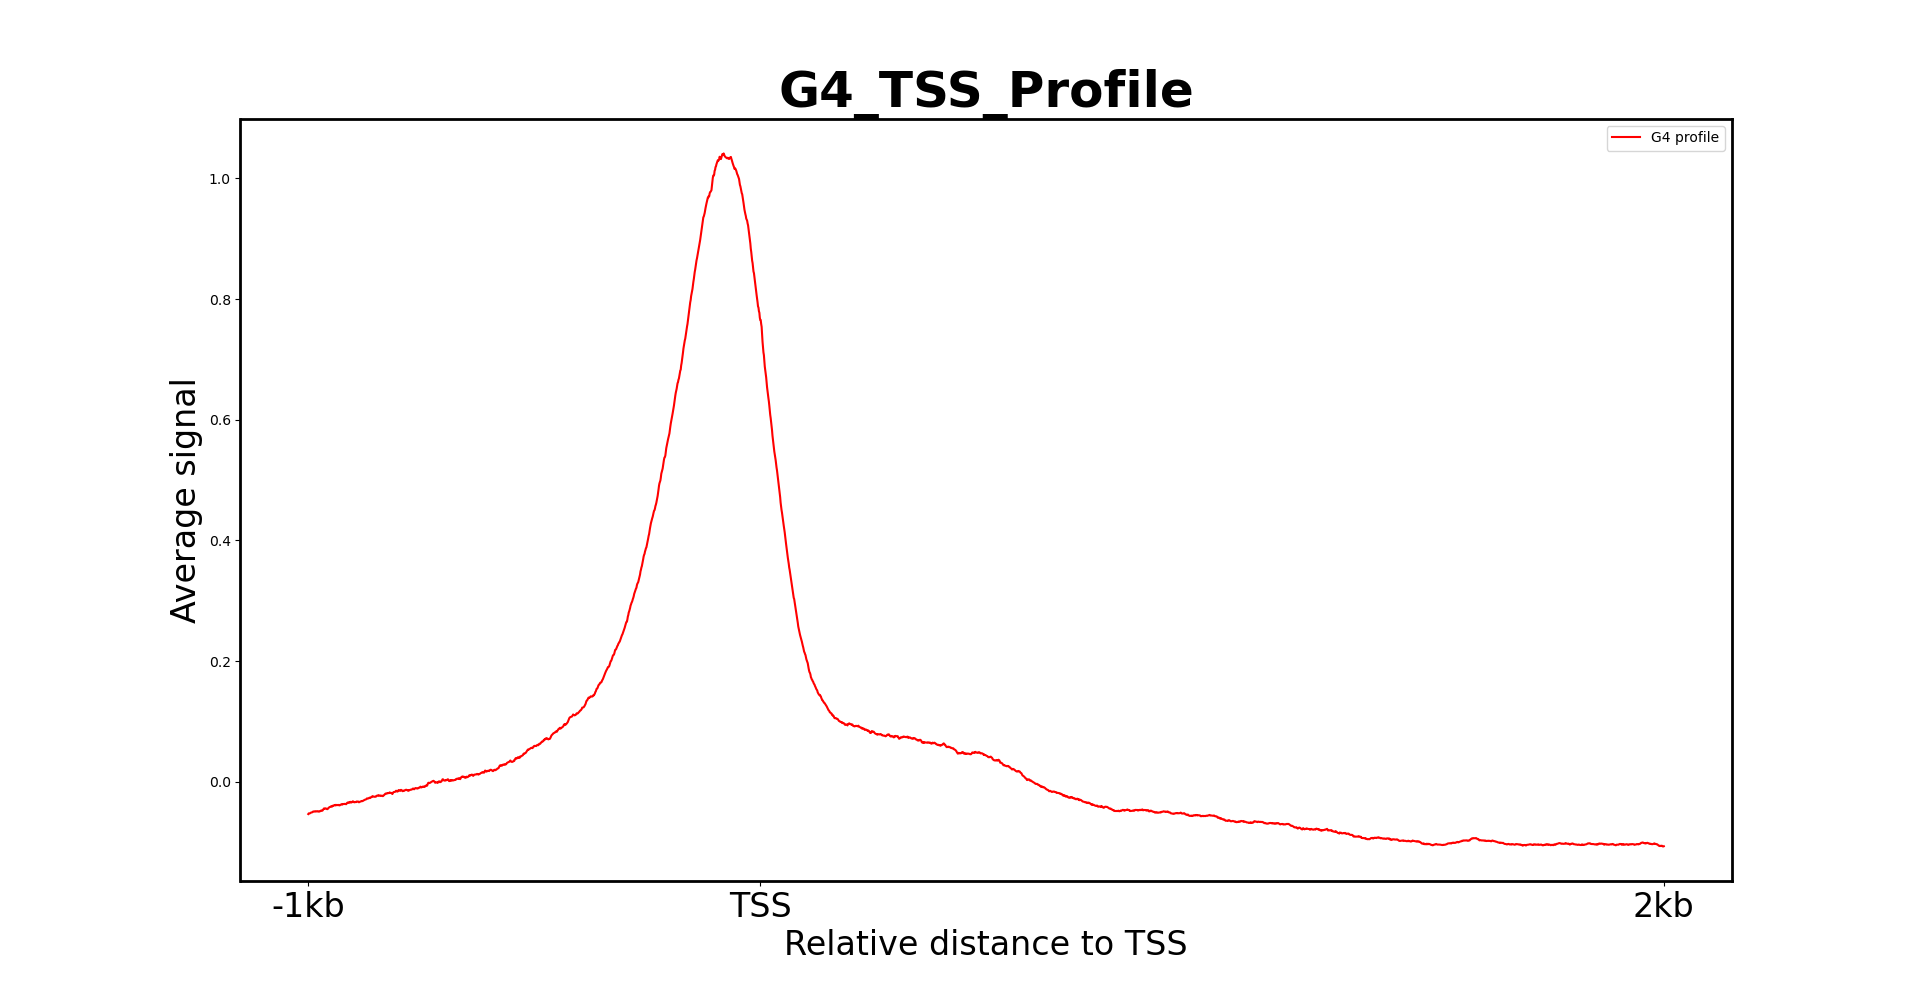 G4_TSS_Profile
G4 profile
Average signal
1.0
0.8
0.6
0.4
0.2
0.0
-1kb
TSS
2kb
Relative distance to TSS